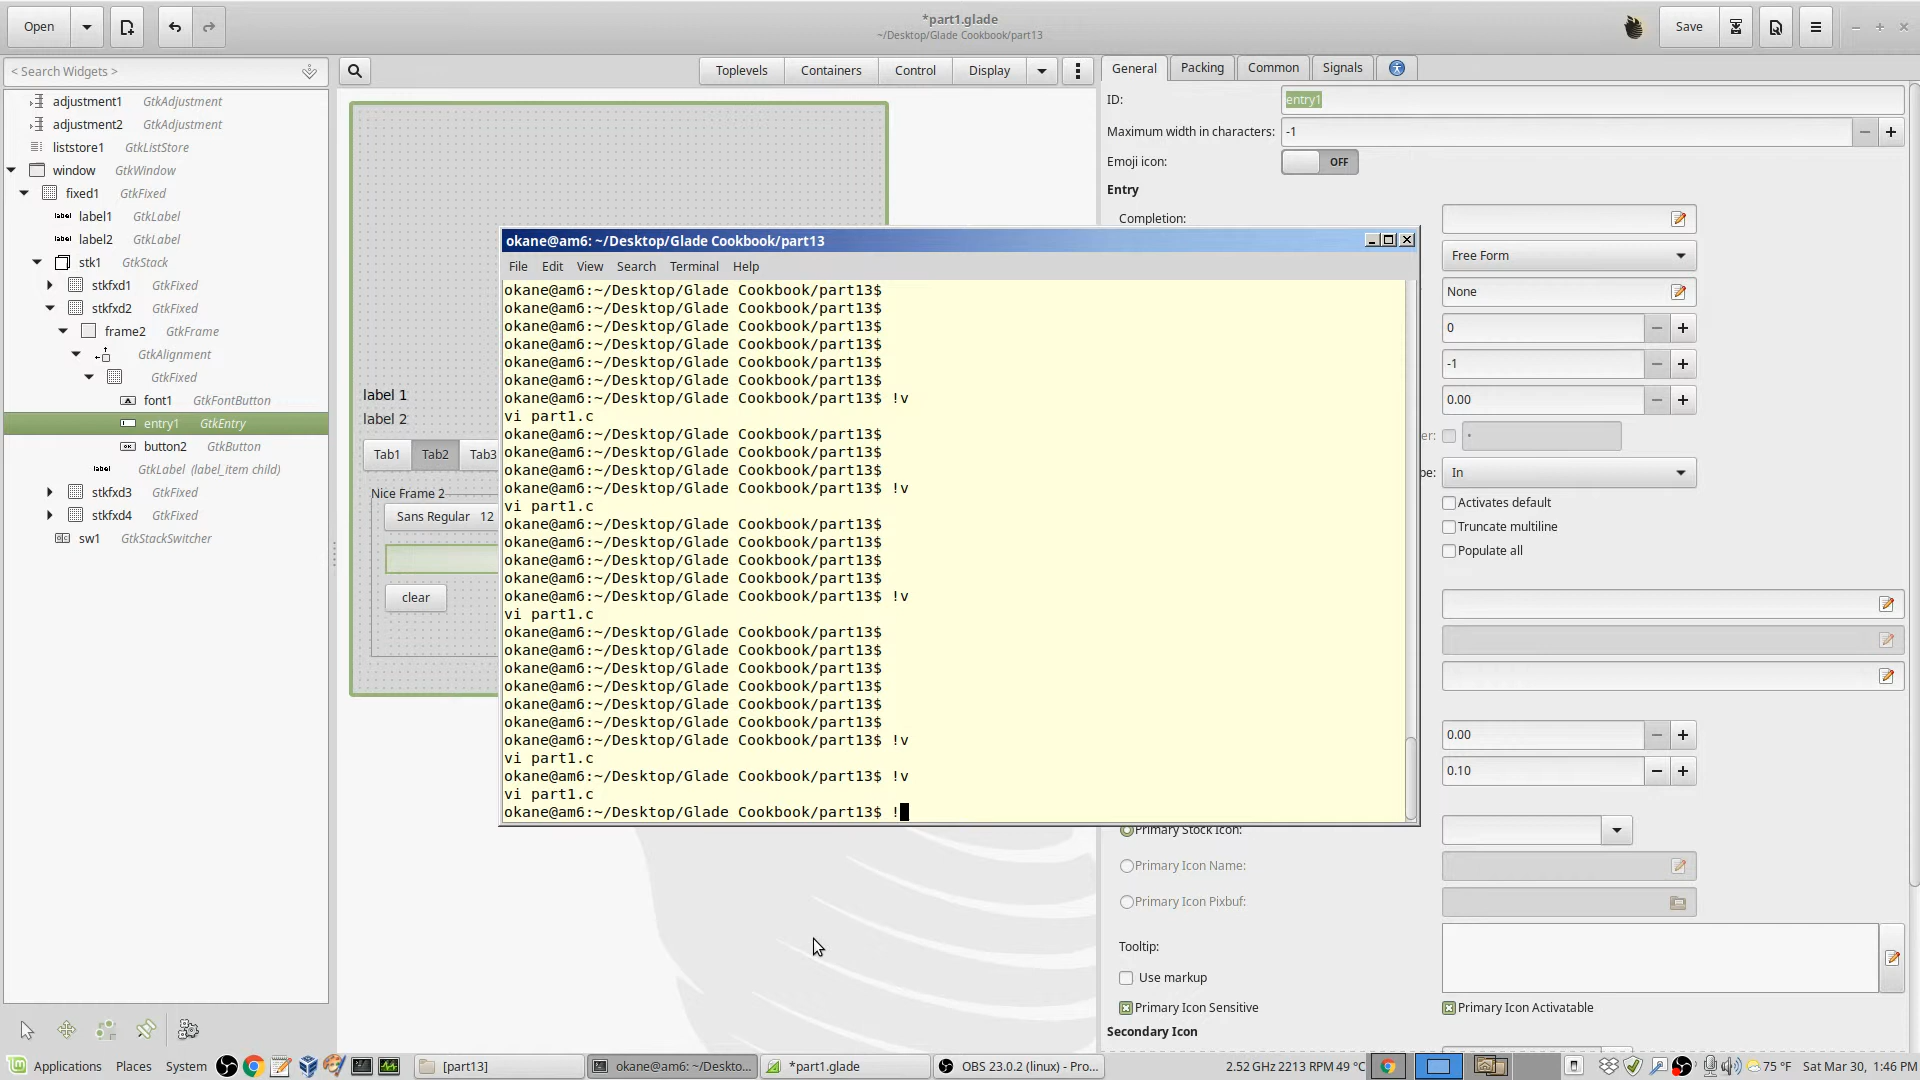 Open
*part1.glade
~/Desktop/Glade Cookbook/part13
Save
< Search Widgets >
Toplevels
Containers
Control
Display
General
Packing
Common
Signals
adjustment1 GtkAdjustment
adjustment2 GtkAdjustment
liststore1 GtkListStore
window GtkWindow
fixed1 GtkFixed
label1 GtkLabel
label2 GtkLabel
stk1 GtkStack
stkfxd1 GtkFixed
stkfxd2 GtkFixed
frame2 GtkFrame
GtkAlignment
GtkFixed
font1 GtkFontButton
entry1 GtkEntry
button2 GtkButton
label GtkLabel (label_item child)
stkfxd3 GtkFixed
stkfxd4 GtkFixed
sw1 GtkStackSwitcher
label 1
label 2
Tab1
Tab2
Tab3
Nice Frame 2
Sans Regular 12
clear
okane@am6: ~/Desktop/Glade Cookbook/part13
File Edit View Search Terminal Help
okane@am6:~/Desktop/Glade Cookbook/part13$
okane@am6:~/Desktop/Glade Cookbook/part13$
okane@am6:~/Desktop/Glade Cookbook/part13$
okane@am6:~/Desktop/Glade Cookbook/part13$
okane@am6:~/Desktop/Glade Cookbook/part13$
okane@am6:~/Desktop/Glade Cookbook/part13$
okane@am6:~/Desktop/Glade Cookbook/part13$ !v
vi part1.c
okane@am6:~/Desktop/Glade Cookbook/part13$
okane@am6:~/Desktop/Glade Cookbook/part13$
okane@am6:~/Desktop/Glade Cookbook/part13$
okane@am6:~/Desktop/Glade Cookbook/part13$ !v
vi part1.c
okane@am6:~/Desktop/Glade Cookbook/part13$
okane@am6:~/Desktop/Glade Cookbook/part13$
okane@am6:~/Desktop/Glade Cookbook/part13$
okane@am6:~/Desktop/Glade Cookbook/part13$
okane@am6:~/Desktop/Glade Cookbook/part13$ !v
vi part1.c
okane@am6:~/Desktop/Glade Cookbook/part13$
okane@am6:~/Desktop/Glade Cookbook/part13$
okane@am6:~/Desktop/Glade Cookbook/part13$
okane@am6:~/Desktop/Glade Cookbook/part13$
okane@am6:~/Desktop/Glade Cookbook/part13$
okane@am6:~/Desktop/Glade Cookbook/part13$
okane@am6:~/Desktop/Glade Cookbook/part13$ !v
vi part1.c
okane@am6:~/Desktop/Glade Cookbook/part13$ !v
vi part1.c
okane@am6:~/Desktop/Glade Cookbook/part13$ !
ID: entry1
Maximum width in characters: -1
Emoji icon: OFF
Entry
Completion:
Free Form
None
0
-1
0.00
er:
pe: In
Activates default
Truncate multiline
Populate all
0.00
0.10
Primary Stock Icon:
Primary Icon Name:
Primary Icon Pixbuf:
Tooltip:
Use markup
Primary Icon Sensitive
Primary Icon Activatable
Secondary Icon
Applications Places System
[part13]
okane@am6: ~/Deskto...
*part1.glade
OBS 23.0.2 (linux) - Pro...
2.52 GHz 2213 RPM 49 °C
75 °F
Sat Mar 30, 1:46 PM